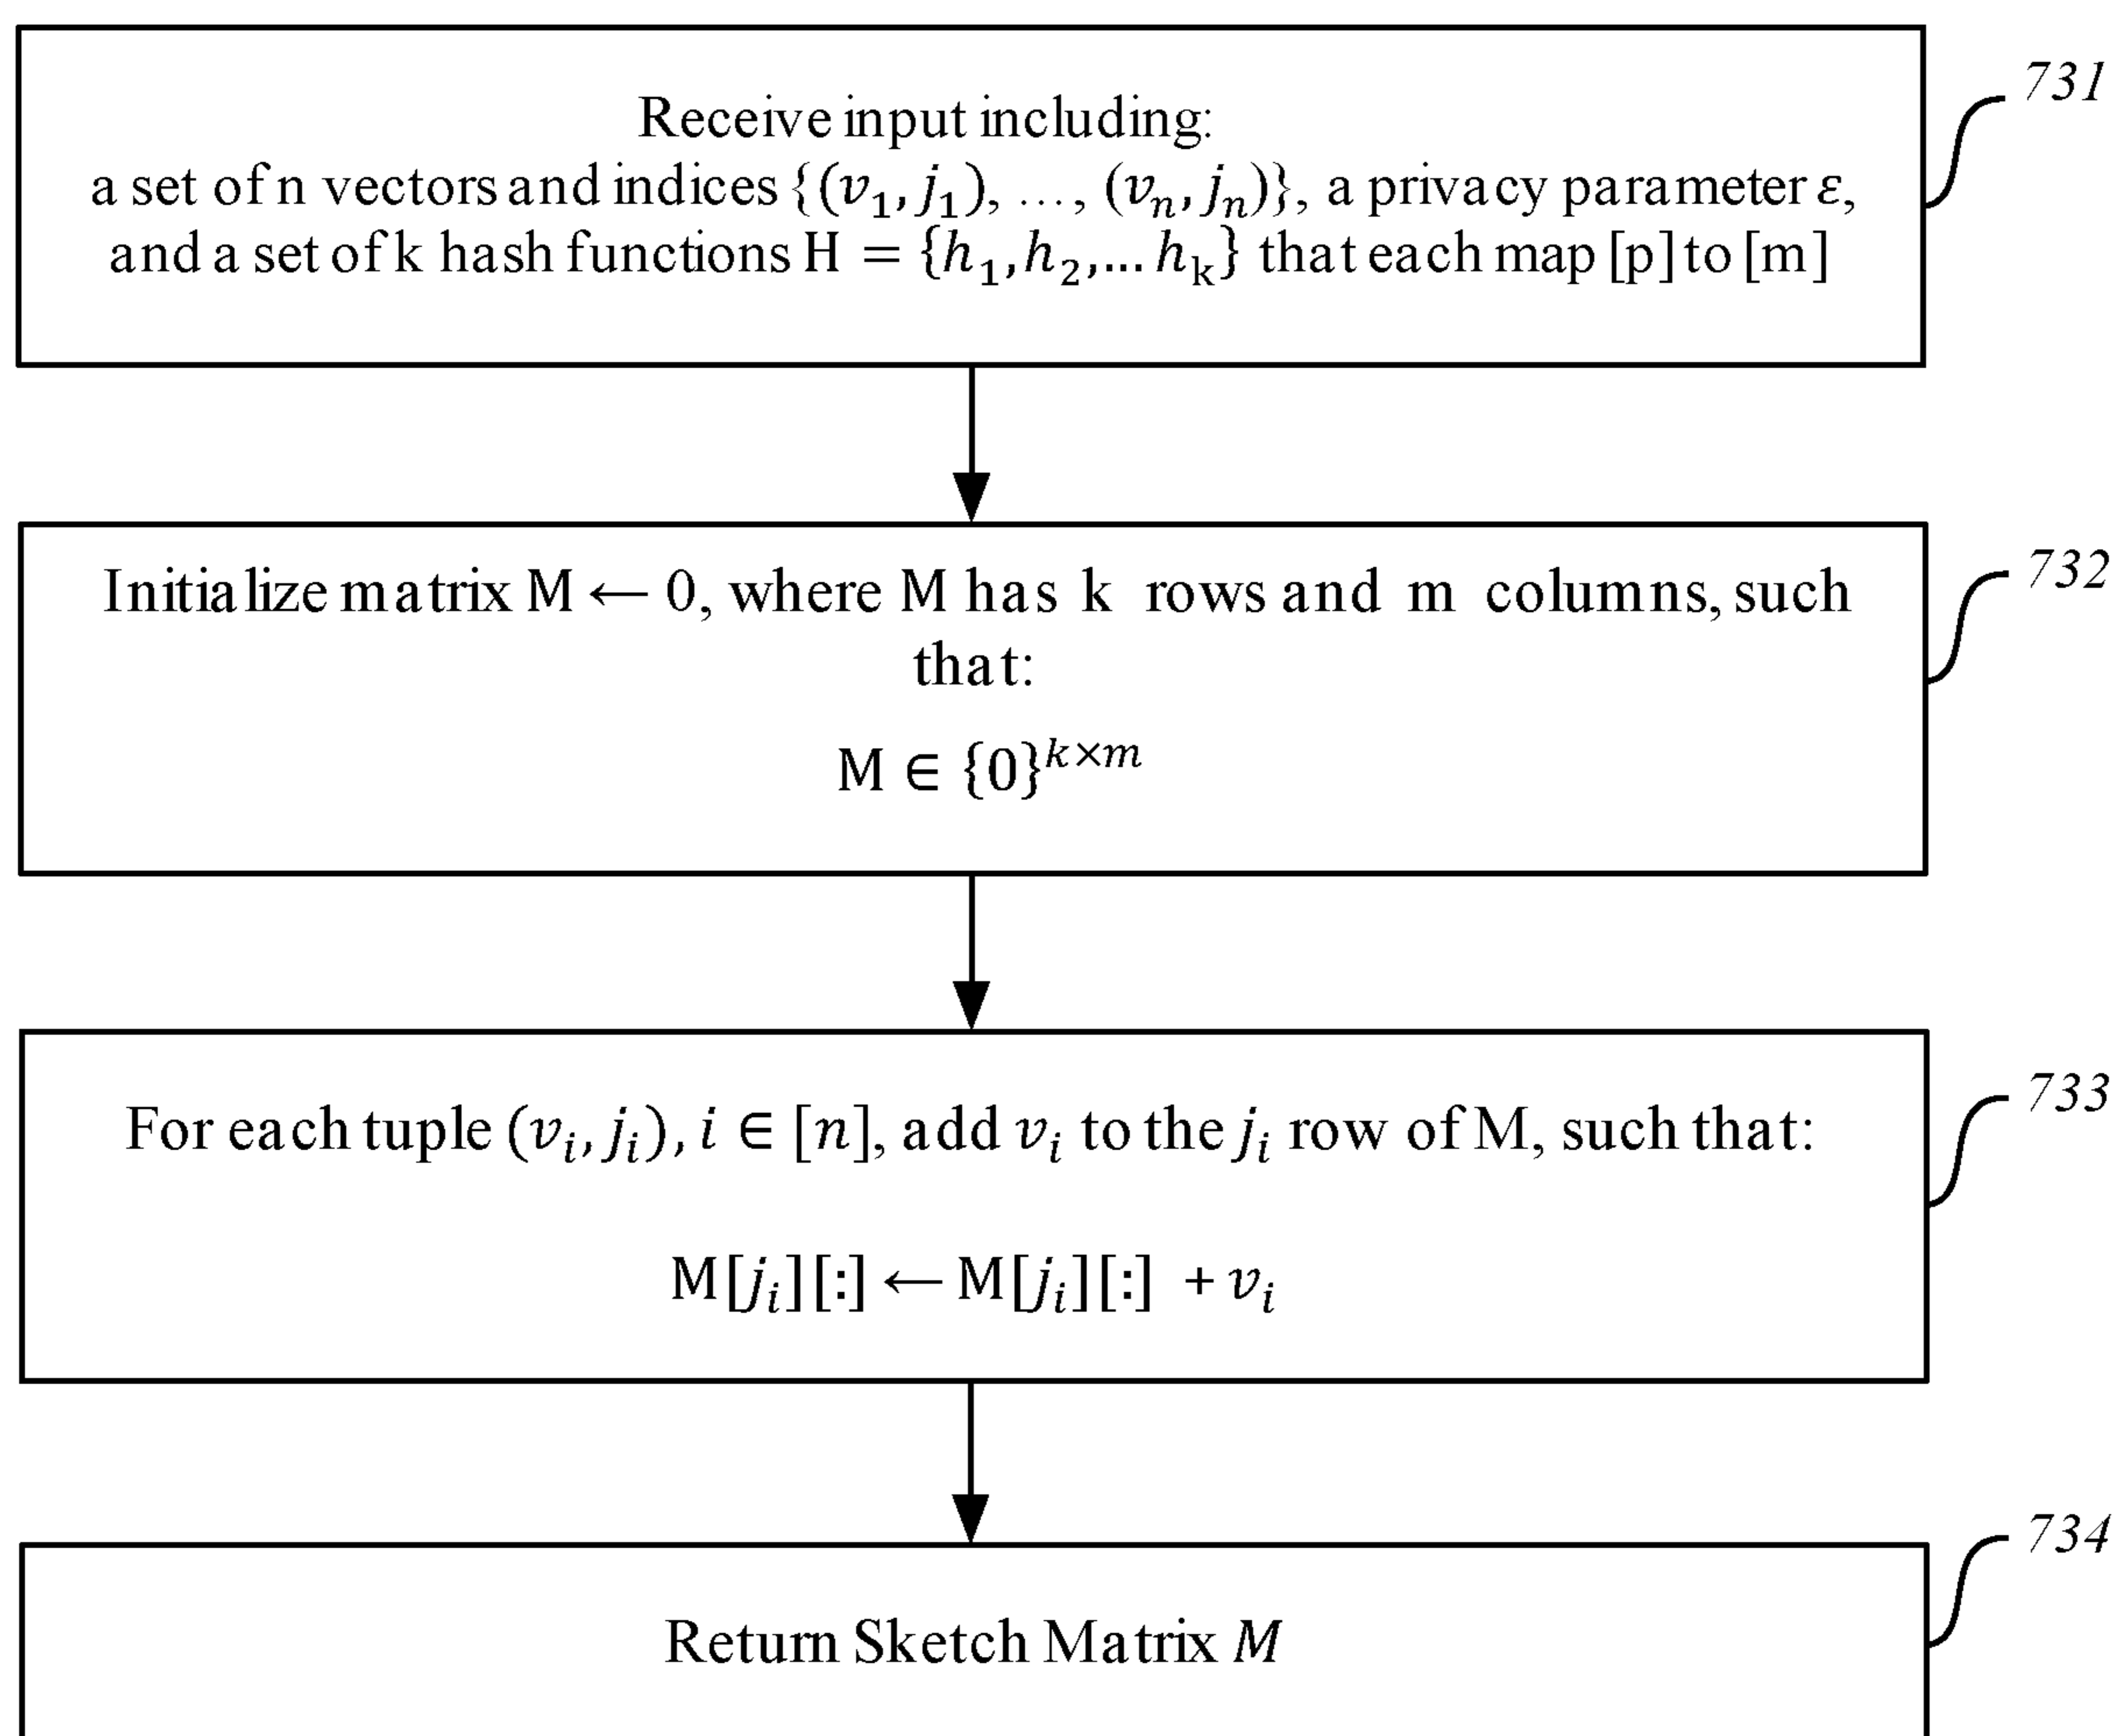 Receive input including:
731
a set of n vectors and indices {(v₁, j₁), …, (vₙ, jₙ)}, a privacy parameter ε,
and a set of k hash functions H = {h₁,h₂,... hₖ} that each map [p] to [m]
Initialize matrix M ← 0, where M has k rows and m columns, such
732
that:
M ∈ {0}^{k×m}
For each tuple (vᵢ, jᵢ), i ∈ [n], add vᵢ to the jᵢ row of M, such that:
733
M[jᵢ][:] ← M[jᵢ][:] + vᵢ
734
Return Sketch Matrix M